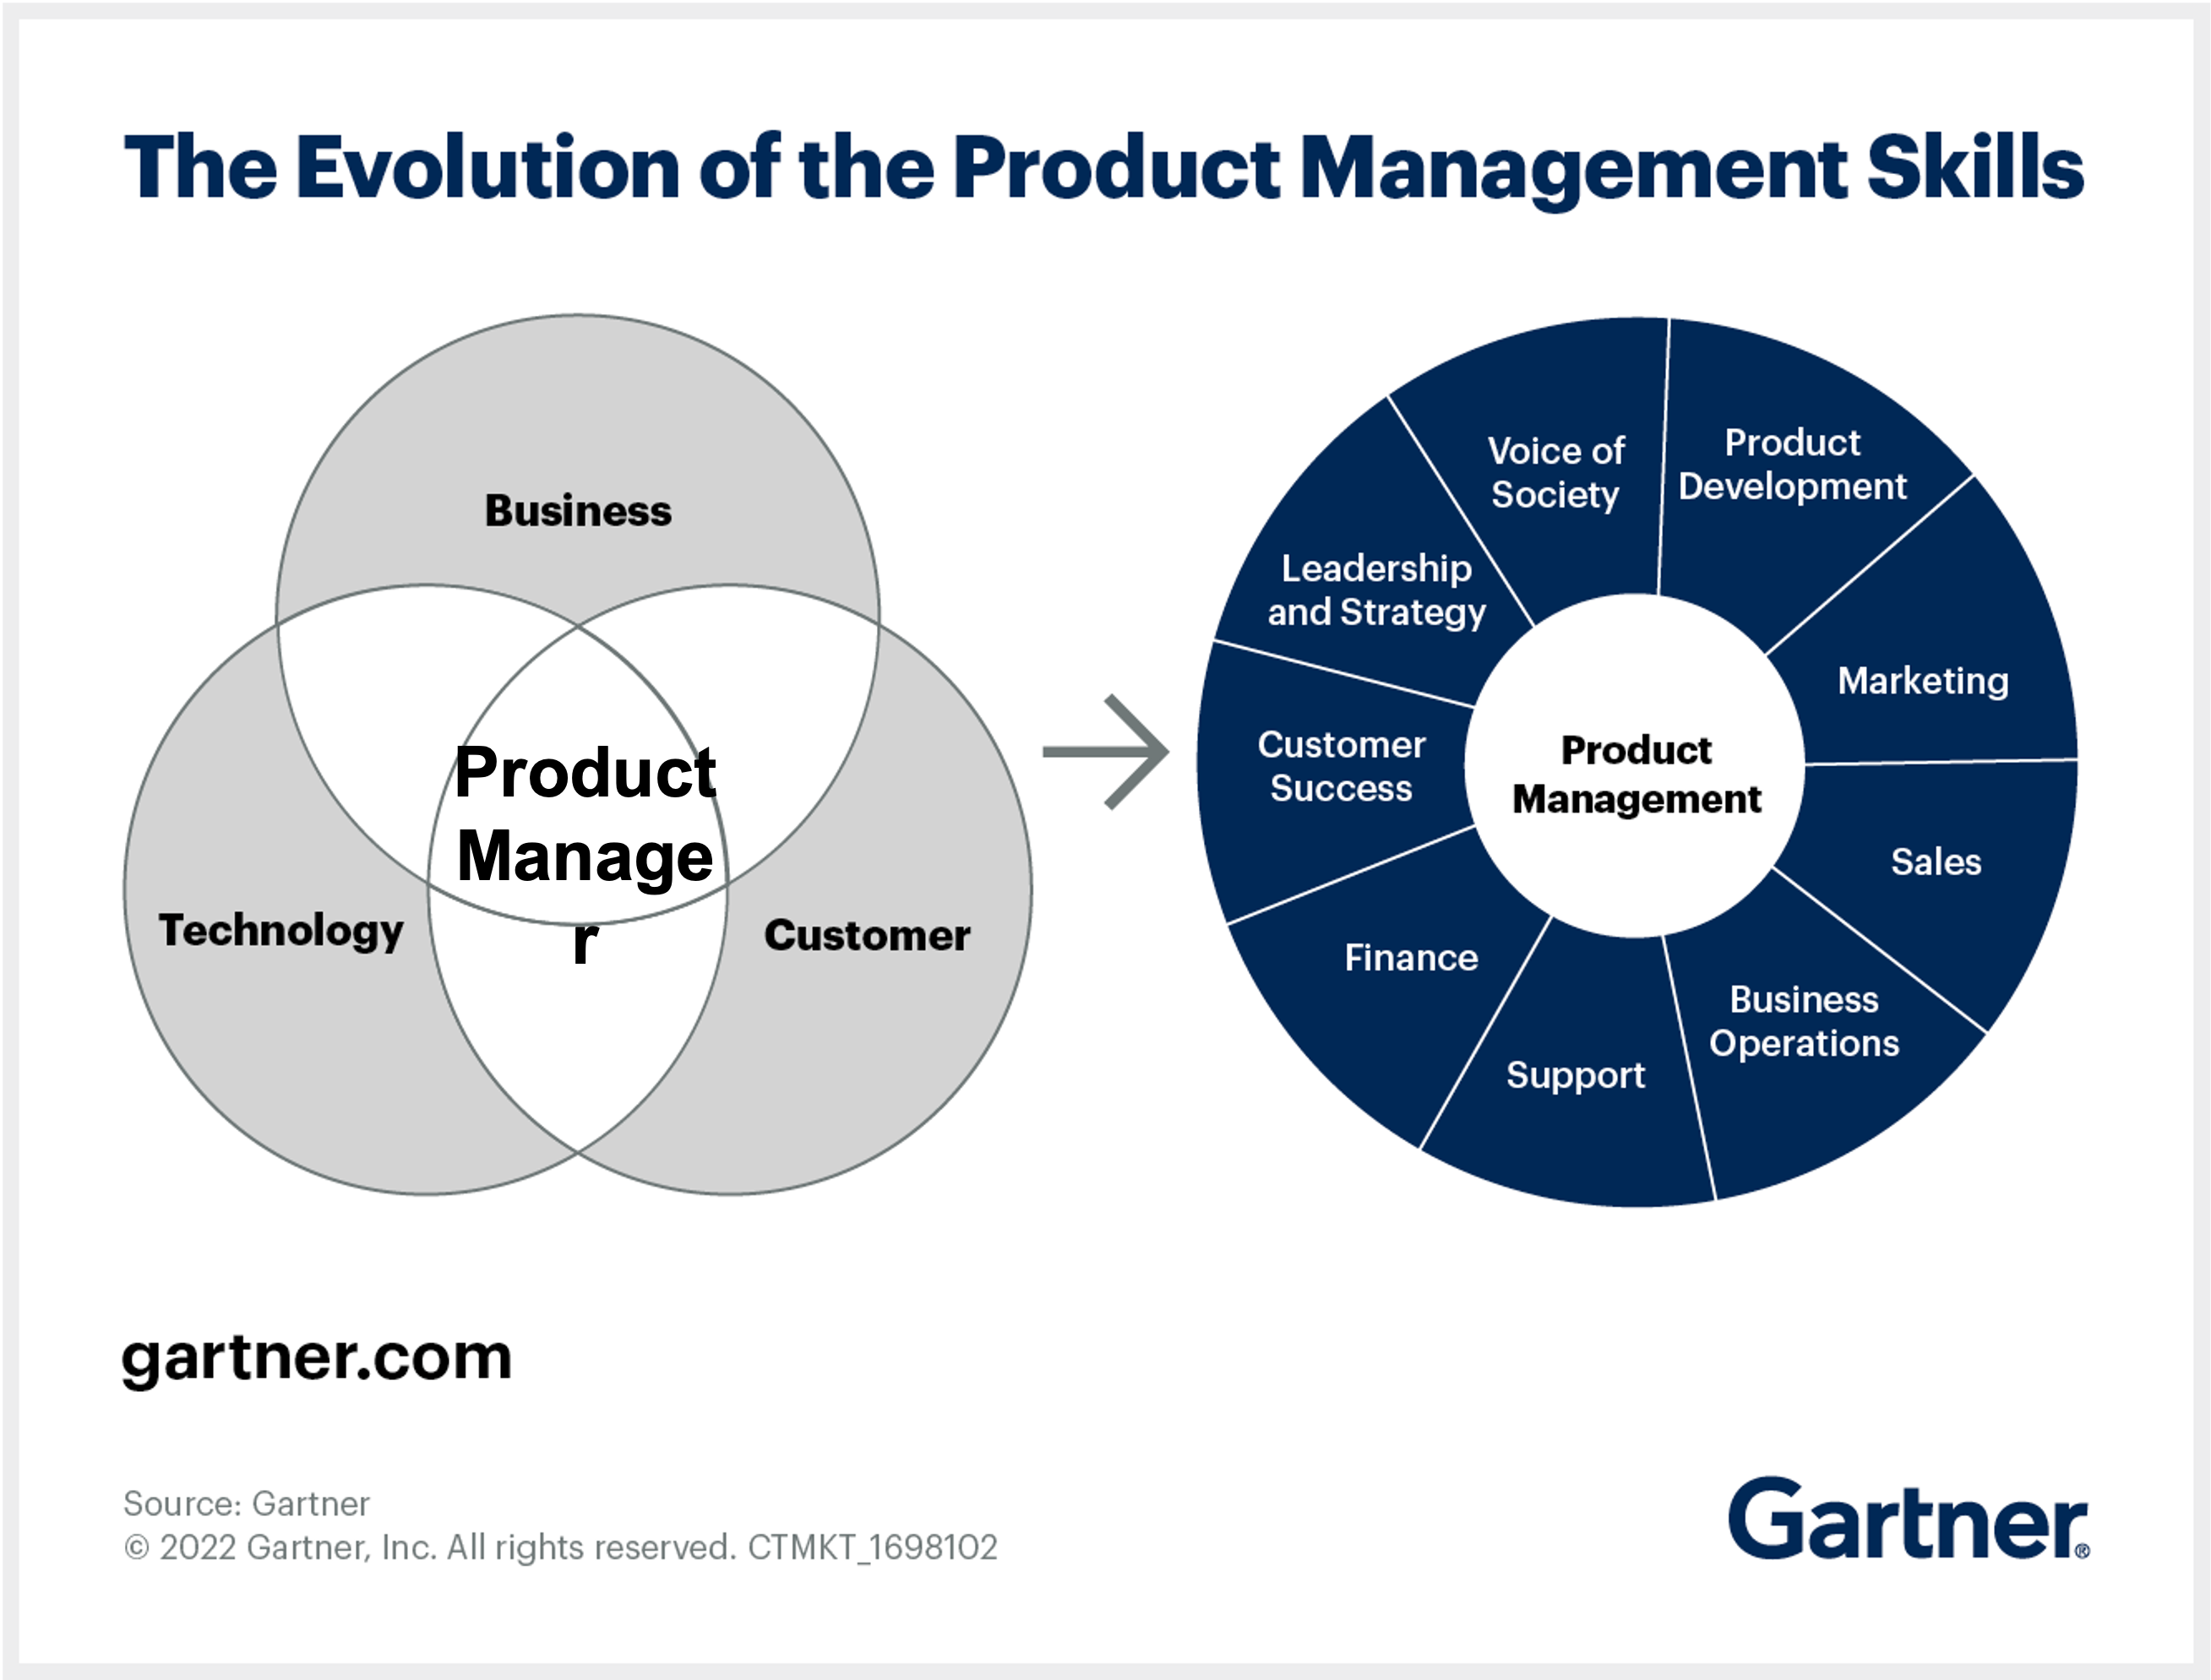 The Evolution of the Product Management Skills
Business
Technology
Customer
Product
Manage
r
Voice of
Society
Product
Development
Marketing
Sales
Business
Operations
Support
Finance
Customer
Success
Leadership
and Strategy
Product
Management
gartner.com
Source: Gartner
© 2022 Gartner, Inc. All rights reserved. CTMKT_1698102
Gartner®